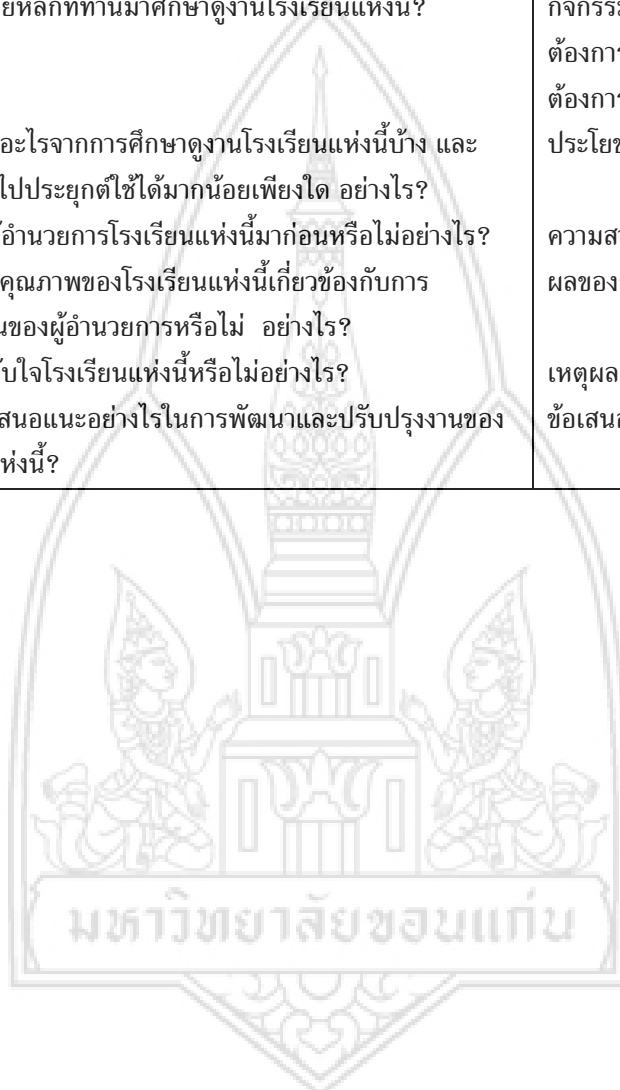 ยหลักที่ท่านมาศึกษาดูงานโรงเรียนแห่งนี้?
กิจกรรม
ต้องการ
ต้องการ
อะไรจากการศึกษาดูงานโรงเรียนแห่งนี้บ้าง และ
ประโยช
ไปประยุกต์ใช้ได้มากน้อยเพียงใด อย่างไร?
อำนวยการโรงเรียนแห่งนี้มาก่อนหรือไม่อย่างไร?
ความสา
คุณภาพของโรงเรียนแห่งนี้เกี่ยวข้องกับการ
ผลของ
นของผู้อำนวยการหรือไม่ อย่างไร?
บใจโรงเรียนแห่งนี้หรือไม่อย่างไร?
เหตุผล
สนอแนะอย่างไรในการพัฒนาและปรับปรุงงานของ
ข้อเสนอ
ห่งนี้?
มหาวิทยาลัยขอนแก่น